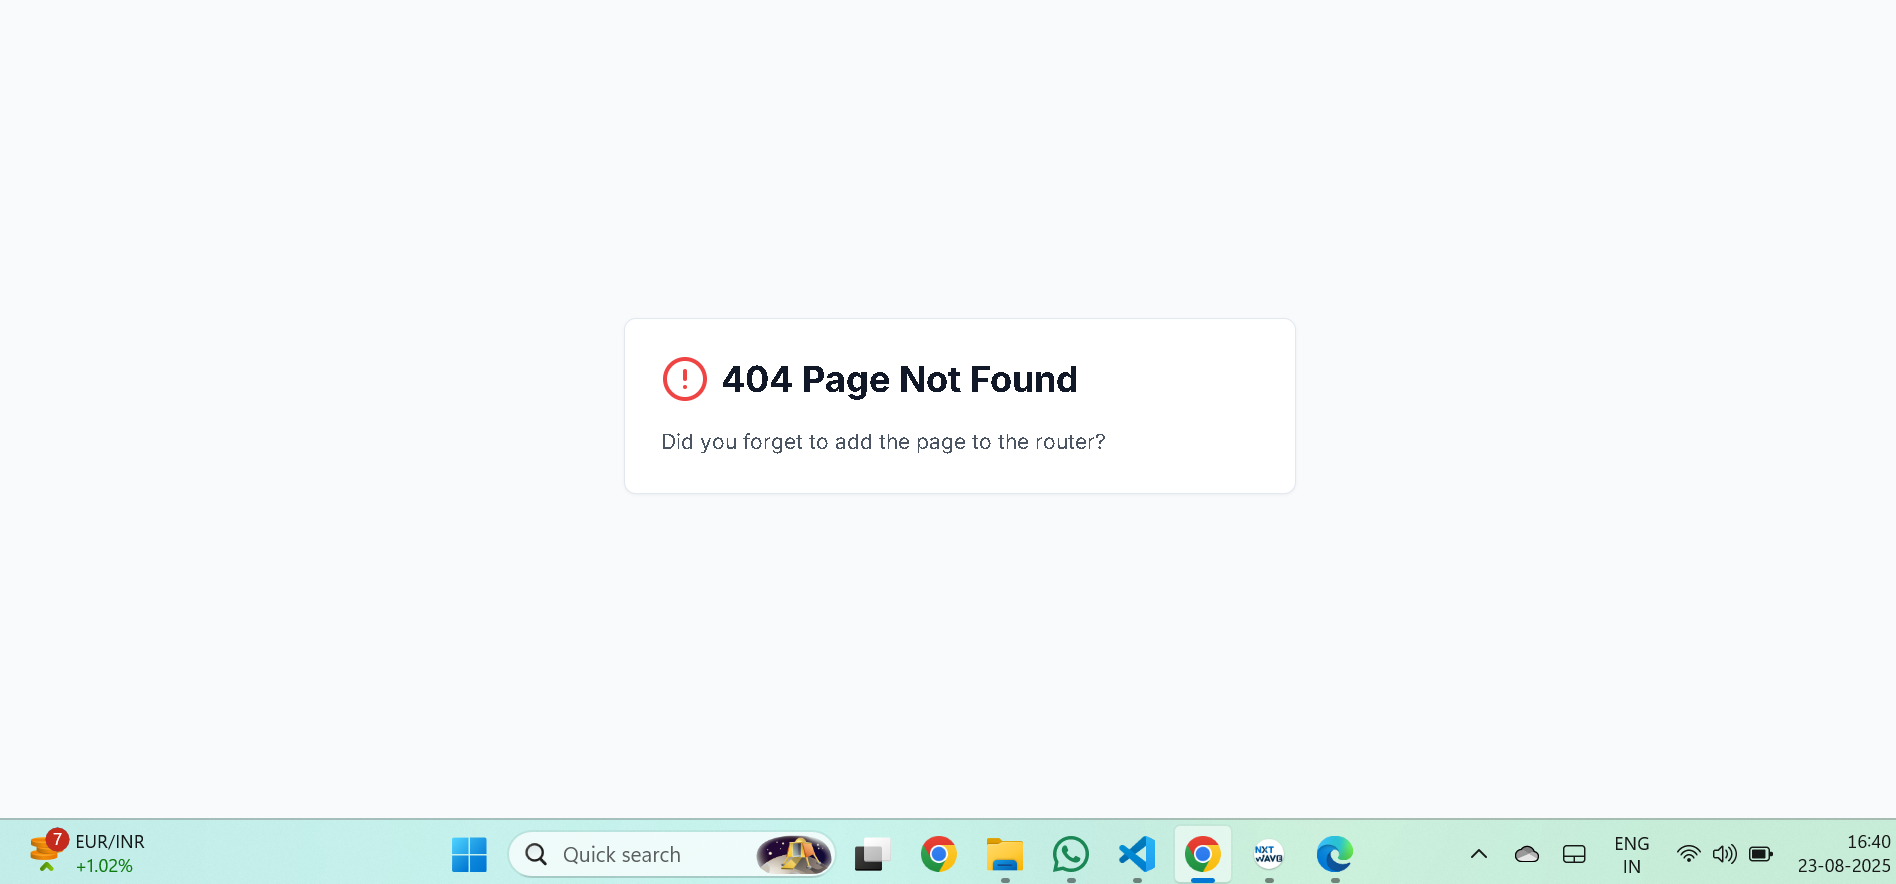 404 Page Not Found
Did you forget to add the page to the router?
7
EUR/INR
+1.02%
Quick search
NXT
WAVE
ENG
IN
16:40
23-08-2025